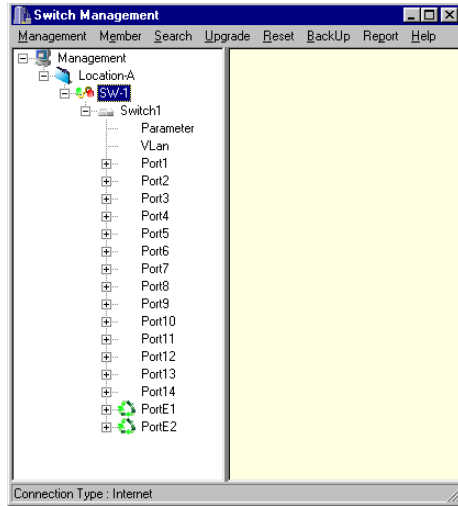 Switch Management
Management Member Search Upgrade Reset BackUp Report Help
Management
Location-A
SW-1
Switch1
Parameter
VLan
Port1
Port2
Port3
Port4
Port5
Port6
Port7
Port8
Port9
Port10
Port11
Port12
Port13
Port14
PortE1
PortE2
Connection Type : Internet